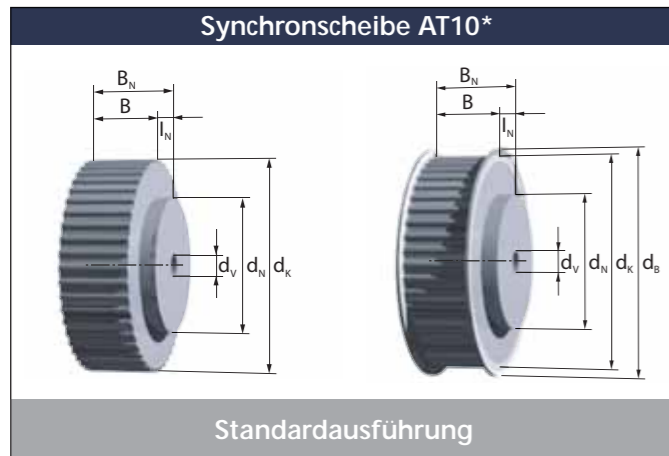 Synchronscheibe AT10*
B_N
B
l_N
d_V d_N d_K
B_N
B
l_N
d_V d_N d_K d_B
Standardausführung